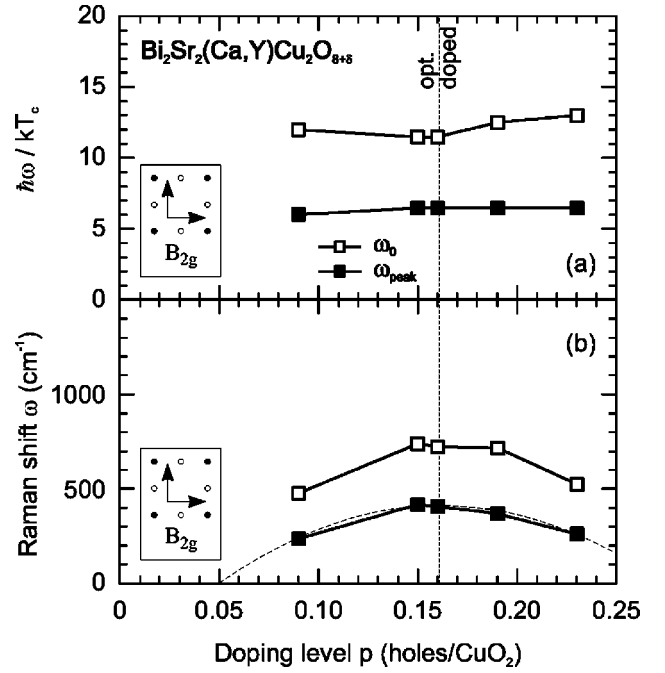 Bi₂Sr₂(Ca,Y)Cu₂O₈₊δ
opt.
doped
20
15
10
5
0
ħω / kT꜀
B₂g
ω₀
ωₚₑₐₖ
(a)
(b)
1000
500
0
Raman shift ω (cm⁻¹)
B₂g
0
0.05
0.10
0.15
0.20
0.25
Doping level p (holes/CuO₂)